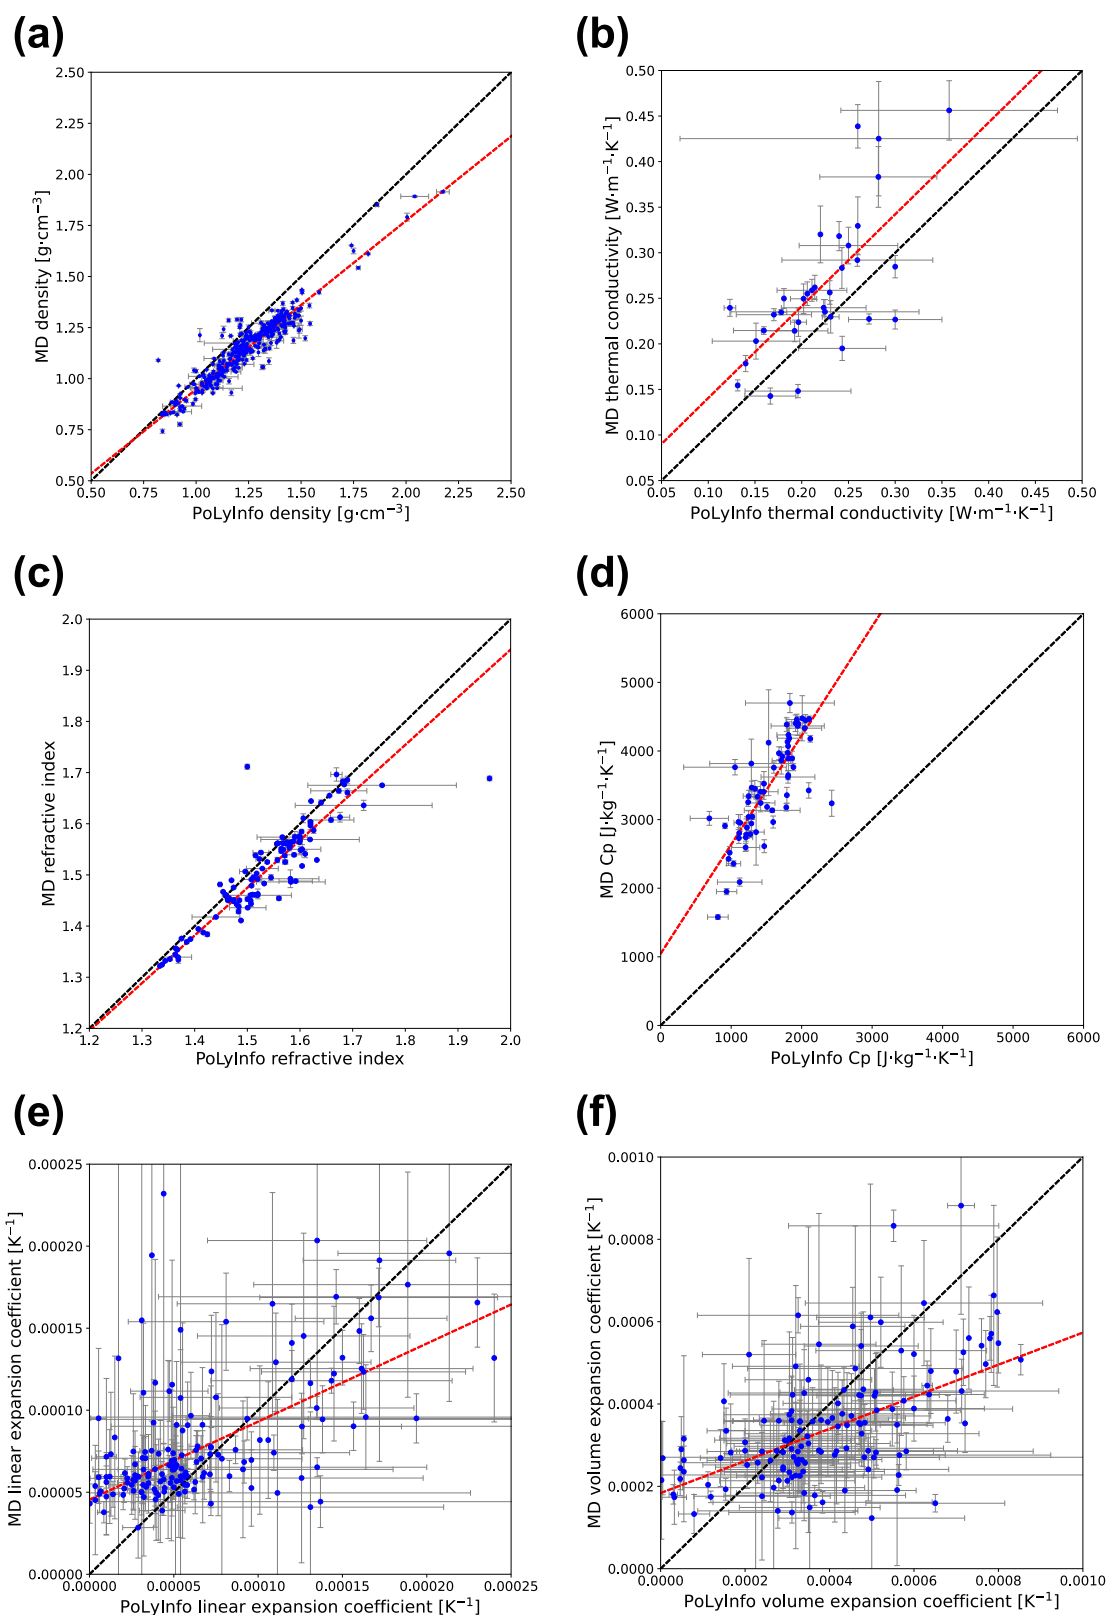 (a)
2.50
2.25
2.00
1.75
1.50
1.25
1.00
0.75
0.50
MD density [g·cm⁻³]
0.50 0.75 1.00 1.25 1.50 1.75 2.00 2.25 2.50
PoLyInfo density [g·cm⁻³]
(b)
0.50
0.45
0.40
0.35
0.30
0.25
0.20
0.15
0.10
0.05
MD thermal conductivity [W·m⁻¹·K⁻¹]
0.05 0.10 0.15 0.20 0.25 0.30 0.35 0.40 0.45 0.50
PoLyInfo thermal conductivity [W·m⁻¹·K⁻¹]
(c)
2.0
1.9
1.8
1.7
1.6
1.5
1.4
1.3
1.2
MD refractive index
1.2 1.3 1.4 1.5 1.6 1.7 1.8 1.9 2.0
PoLyInfo refractive index
(d)
6000
5000
4000
3000
2000
1000
0
MD Cp [J·kg⁻¹·K⁻¹]
0 1000 2000 3000 4000 5000 6000
PoLyInfo Cp [J·kg⁻¹·K⁻¹]
(e)
0.00025
0.00020
0.00015
0.00010
0.00005
0.00000
MD linear expansion coefficient [K⁻¹]
0.00000 0.00005 0.00010 0.00015 0.00020 0.00025
PoLyInfo linear expansion coefficient [K⁻¹]
(f)
0.0010
0.0008
0.0006
0.0004
0.0002
0.0000
MD volume expansion coefficient [K⁻¹]
0.0000 0.0002 0.0004 0.0006 0.0008 0.0010
PoLyInfo volume expansion coefficient [K⁻¹]